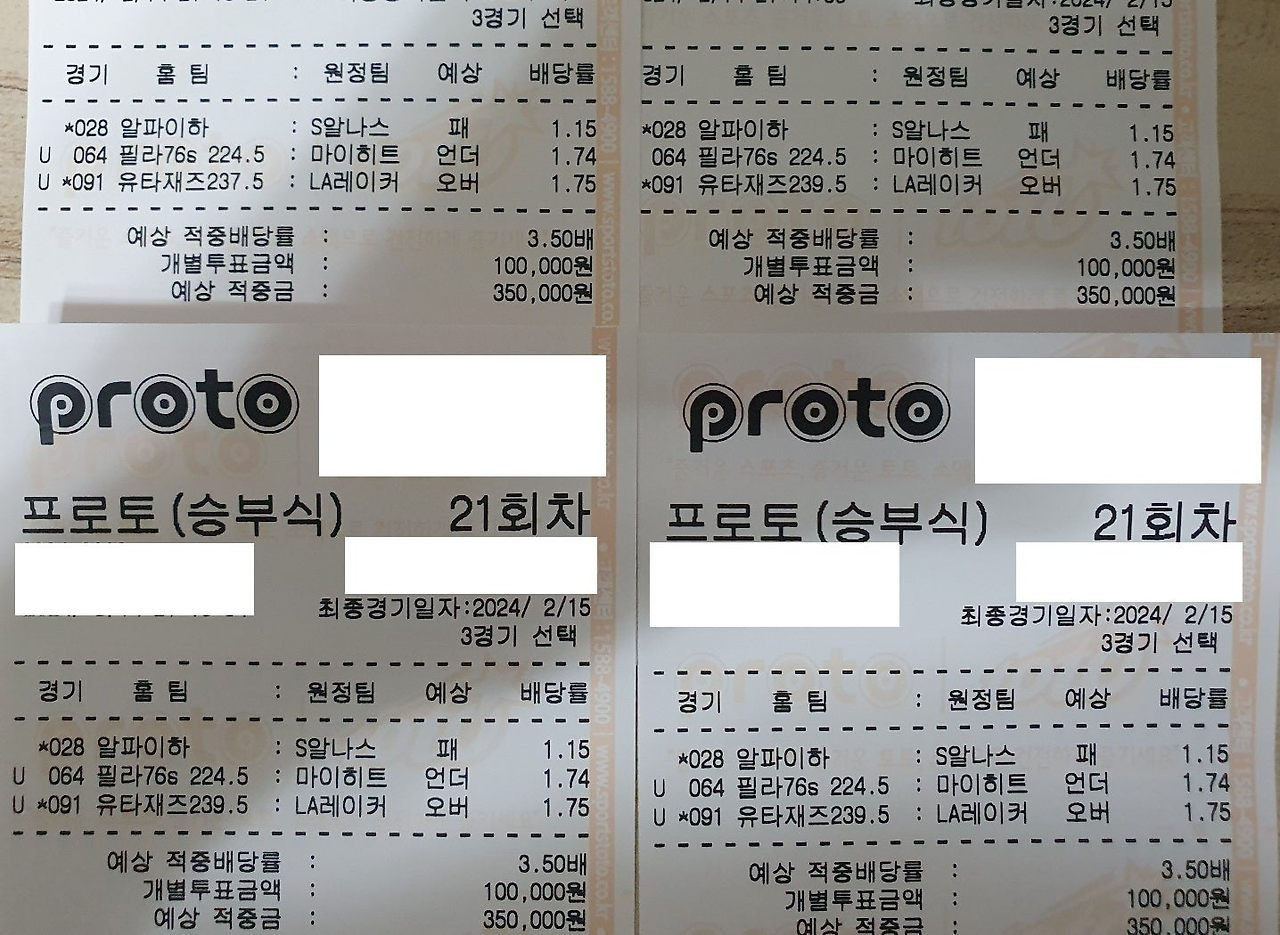 3경기 선택
경기 홈 팀 : 원정팀 예상 배당률
*028 알파이하 : S알나스 패 1.15
U 064 필라76s 224.5 : 마이히트 언더 1.74
U *091 유타재즈237.5 : LA레이커 오버 1.75
예상 적중배당률 : 3.50배
개별투표금액 : 100,000원
예상 적중금 : 350,000원
최종경기일자:2024/ 2/15
3경기 선택
경기 홈 팀 : 원정팀 예상 배당률
*028 알파이하 : S알나스 패 1.15
064 필라76s 224.5 : 마이히트 언더 1.74
*091 유타재즈239.5 : LA레이커 오버 1.75
예상 적중배당률 : 3.50배
개별투표금액 : 100,000원
예상 적중금 : 350,000원
proto
프로토(승부식) 21회차
최종경기일자:2024/ 2/15
3경기 선택
경기 홈 팀 : 원정팀 예상 배당률
*028 알파이하 : S알나스 패 1.15
U 064 필라76s 224.5 : 마이히트 언더 1.74
U *091 유타재즈239.5 : LA레이커 오버 1.75
예상 적중배당률 : 3.50배
개별투표금액 : 100,000원
예상 적중금 : 350,000원
proto
프로토(승부식) 21회차
최종경기일자:2024/ 2/15
3경기 선택
경기 홈 팀 : 원정팀 예상 배당률
*028 알파이하 : S알나스 패 1.15
U 064 필라76s 224.5 : 마이히트 언더 1.74
U *091 유타재즈239.5 : LA레이커 오버 1.75
예상 적중배당률 : 3.50배
개별투표금액 : 100,000원
예상 적중금 : 350,000원